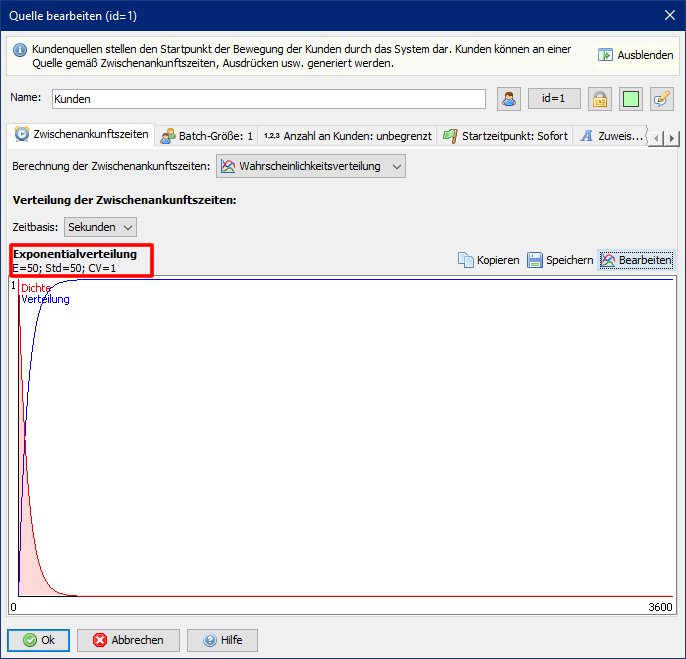 Quelle bearbeiten (id=1)
Kundenquellen stellen den Startpunkt der Bewegung der Kunden durch das System dar. Kunden können an einer
Quelle gemäß Zwischenankunftszeiten, Ausdrücken usw. generiert werden.
Ausblenden
Name: Kunden id=1
Zwischenankunftszeiten Batch-Größe: 1 1,2,3 Anzahl an Kunden: unbegrenzt Startzeitpunkt: Sofort A Zuweis...
Berechnung der Zwischenankunftszeiten: Wahrscheinlichkeitsverteilung
Verteilung der Zwischenankunftszeiten:
Zeitbasis: Sekunden
Exponentialverteilung
E=50; Std=50; CV=1
Kopieren Speichern Bearbeiten
1 Dichte
Verteilung
0 3600
Ok Abbrechen Hilfe